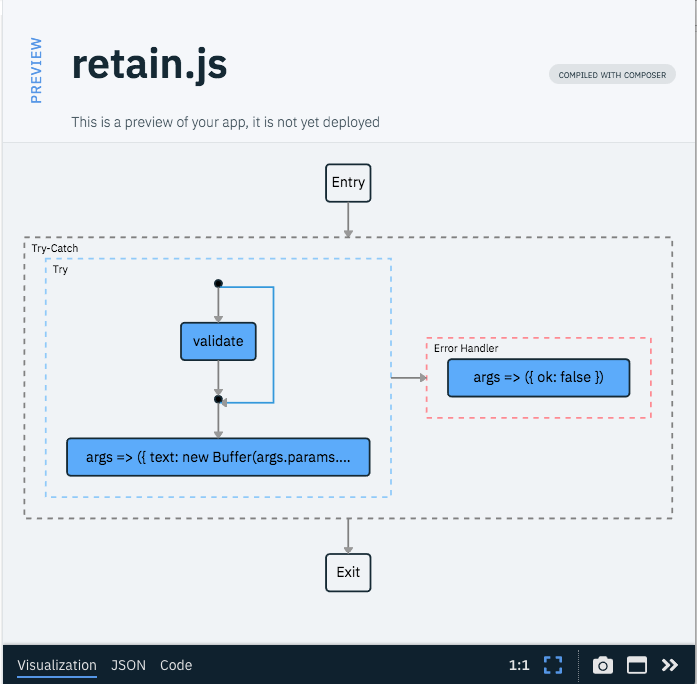 PREVIEW
retain.js
COMPILED WITH COMPOSER
This is a preview of your app, it is not yet deployed
Entry
Try-Catch
Try
validate
Error Handler
args => ({ ok: false })
args => ({ text: new Buffer(args.params....
Exit
Visualization JSON Code 1:1